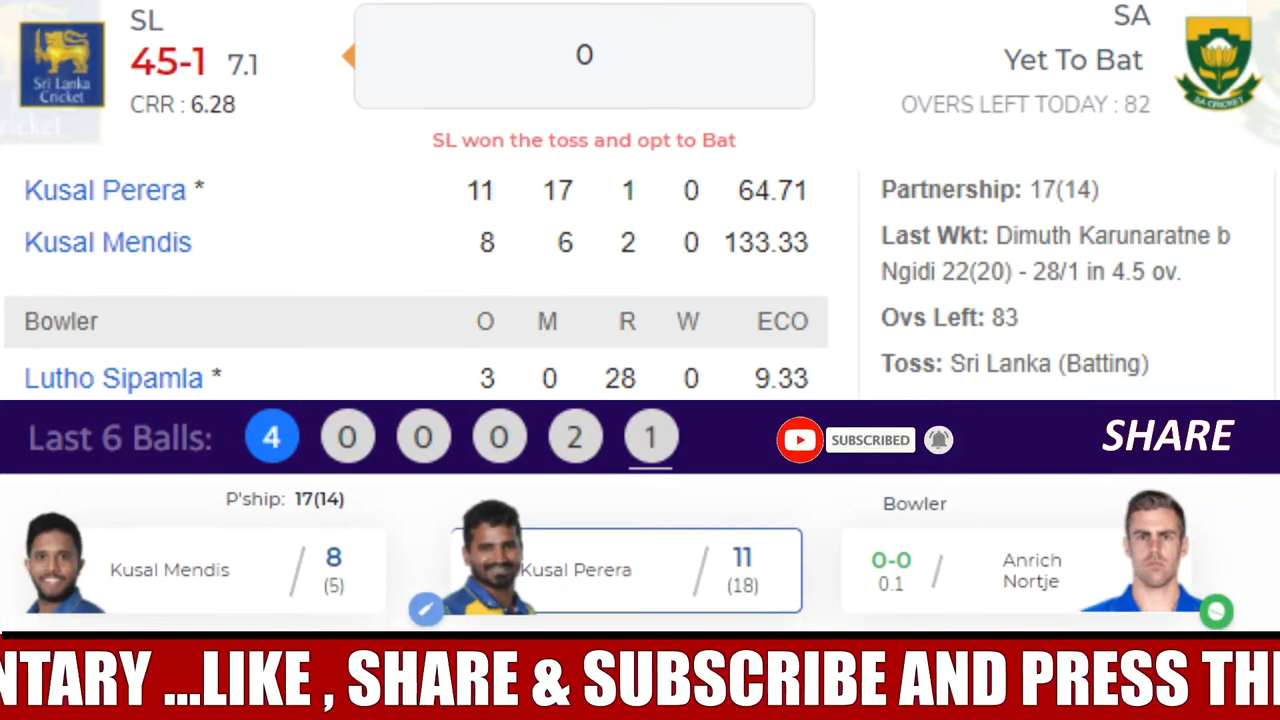 SL
45-1 7.1
CRR : 6.28
Sri Lanka
Cricket
0
SA
Yet To Bat
OVERS LEFT TODAY : 82
SA CRICKET
SL won the toss and opt to Bat
Kusal Perera * 11 17 1 0 64.71
Kusal Mendis 8 6 2 0 133.33
Bowler O M R W ECO
Lutho Sipamla * 3 0 28 0 9.33
Partnership: 17(14)
Last Wkt: Dimuth Karunaratne b
Ngidi 22(20) - 28/1 in 4.5 ov.
Ovs Left: 83
Toss: Sri Lanka (Batting)
Last 6 Balls: 4 0 0 0 2 1
SUBSCRIBED
SHARE
P'ship: 17(14)
Kusal Mendis / 8
(5)
Kusal Perera / 11
(18)
Bowler
0-0
0.1 /
Anrich
Nortje
NTARY ...LIKE , SHARE & SUBSCRIBE AND PRESS TH